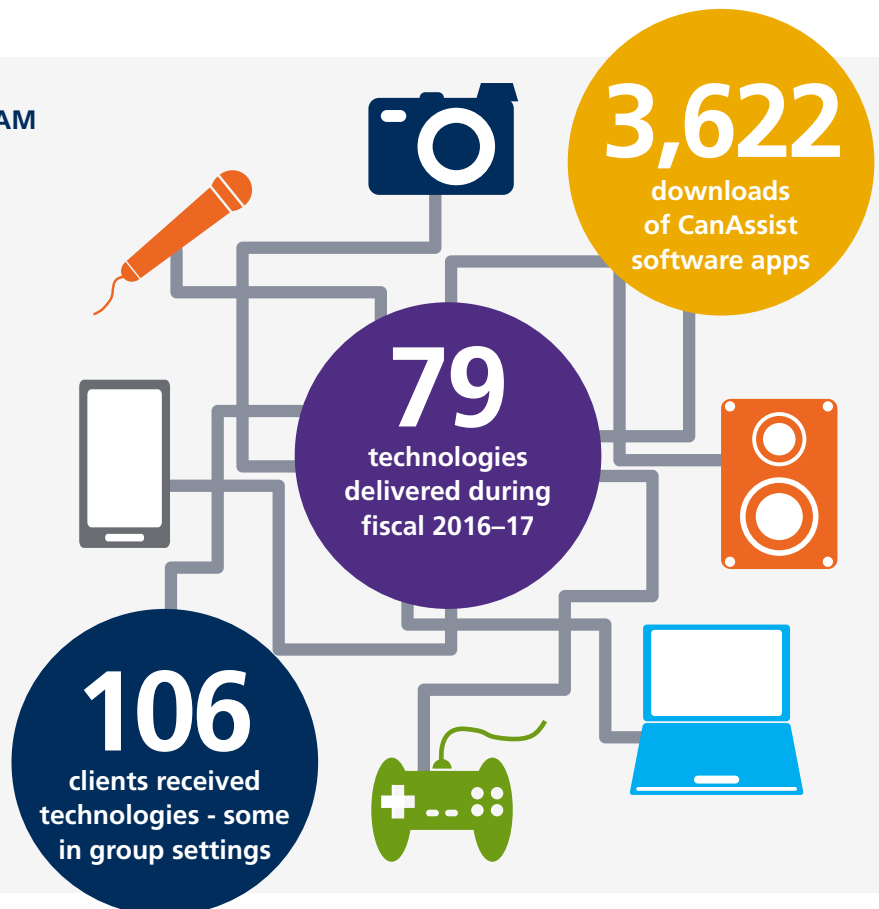 AM
3,622
downloads
of CanAssist
software apps
79
technologies
delivered during
fiscal 2016–17
106
clients received
technologies - some
in group settings